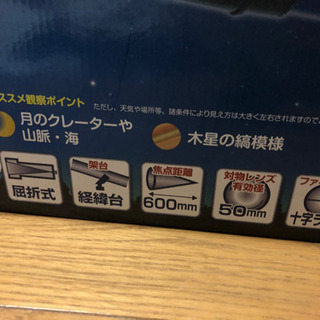 ススメ観察ポイント
ただし、天気や場所等、諸条件により見え方は大きく左右されますので
月のクレーターや
山脈・海
木星の縞模様
屈折式
架台
経緯台
焦点距離
600mm
対物レンズ
有効径
50mm
ファ
十字ラ